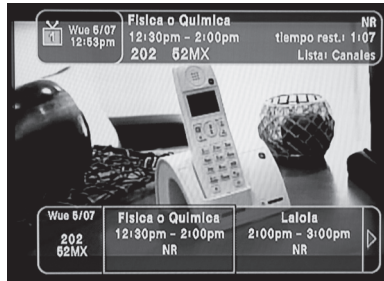 1
Wue 5/07
12:53pm
Fisica o Quimica
NR
12:30pm - 2:00pm
tiempo rest.: 1:07
202 52MX
Lista: Canales
Wue 5/07
202
52MX
Fisica o Quimica
12:30pm - 2:00pm
NR
Lalola
2:00pm - 3:00pm
NR